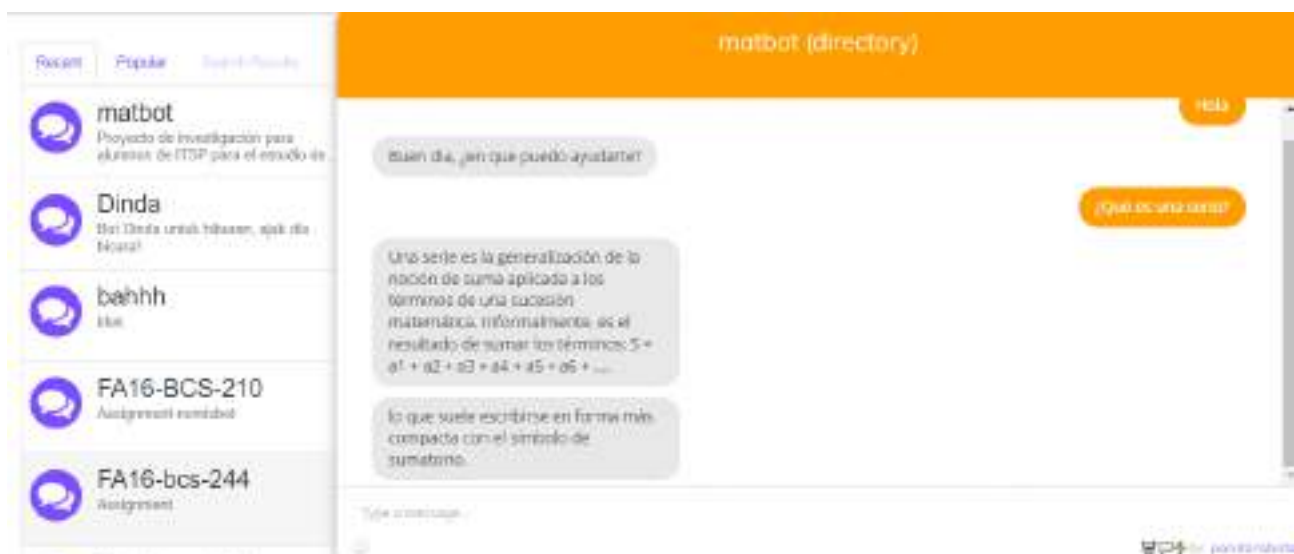 matbot (directory)
Recent
Popular
Search Results
matbot
Proyecto de investigación para
alumnos de ITSP para el estudio de ...
Dinda
Bot Dinda untuk hiburan, ajak dia
bicara!
bahhh
FA16-BCS-210
Assignment
FA16-bcs-244
Assignment
Hola
Buen dia, ¿en que puedo ayudarte?
¿Qué es una serie?
Una serie es la generalización de la
noción de suma aplicada a los
términos de una sucesión
matemática. Informalmente, es el
resultado de sumar los términos: S =
a1 + a2 + a3 + a4 + a5 + a6 + ....
lo que suele escribirse en forma más
compacta con el símbolo de
sumatorio.
Type a message...
by pandorabots